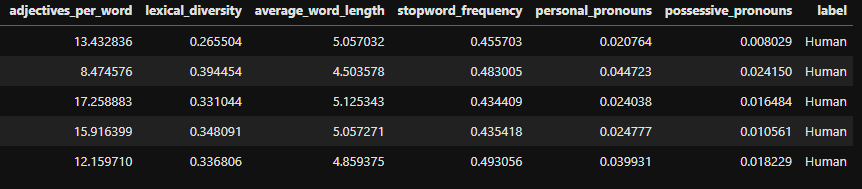 adjectives_per_word lexical_diversity average_word_length stopword_frequency personal_pronouns possessive_pronouns label
13.432836 0.265504 5.057032 0.455703 0.020764 0.008029 Human
8.474576 0.394454 4.503578 0.483005 0.044723 0.024150 Human
17.258883 0.331044 5.125343 0.434409 0.024038 0.016484 Human
15.916399 0.348091 5.057271 0.435418 0.024777 0.010561 Human
12.159710 0.336806 4.859375 0.493056 0.039931 0.018229 Human